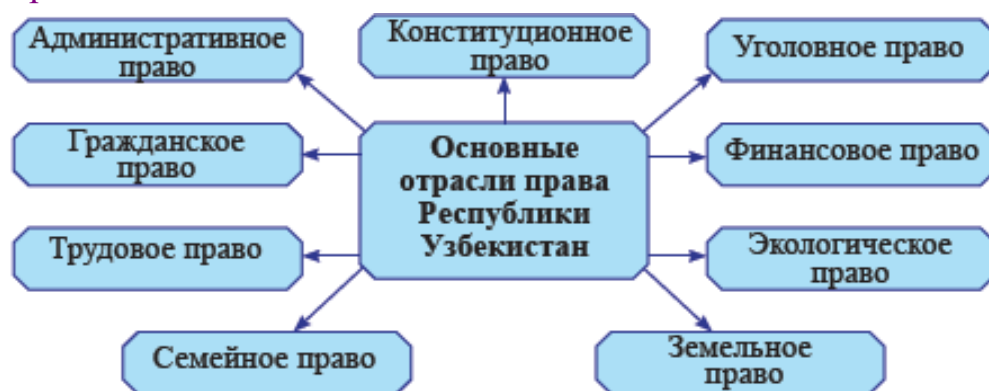 Административное
право
Конституционное
право
Уголовное право
Гражданское
право
Основные
отрасли права
Республики
Узбекистан
Финансовое право
Трудовое право
Экологическое
право
Семейное право
Земельное
право